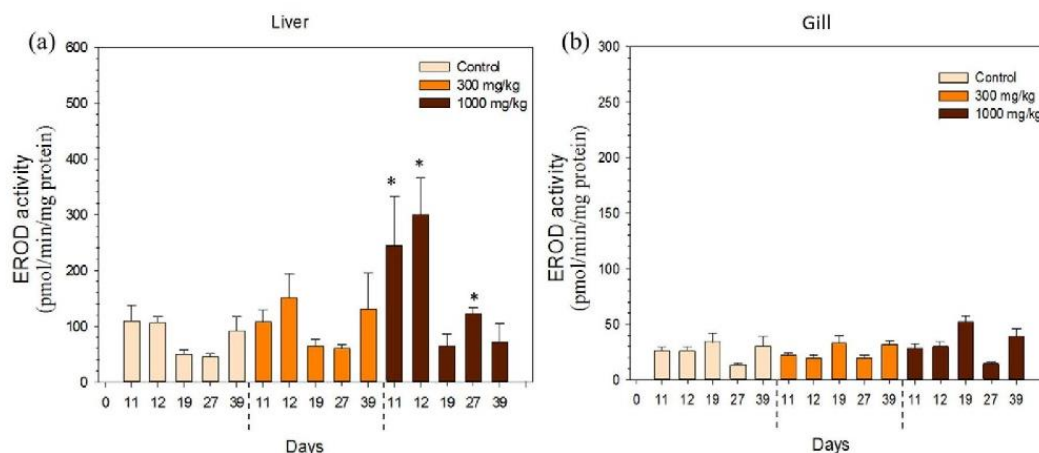 Liver
(a)
600
500
400
300
200
100
0
EROD activity
(pmol/min/mg protein)
Control
300 mg/kg
1000 mg/kg
* * *
0 11 12 19 27 39 11 12 19 27 39 11 12 19 27 39
Days
Gill
(b)
300
250
200
150
100
50
0
EROD activity
(pmol/min/mg protein)
Control
300 mg/kg
1000 mg/kg
0 11 12 19 27 39 11 12 19 27 39 11 12 19 27 39
Days